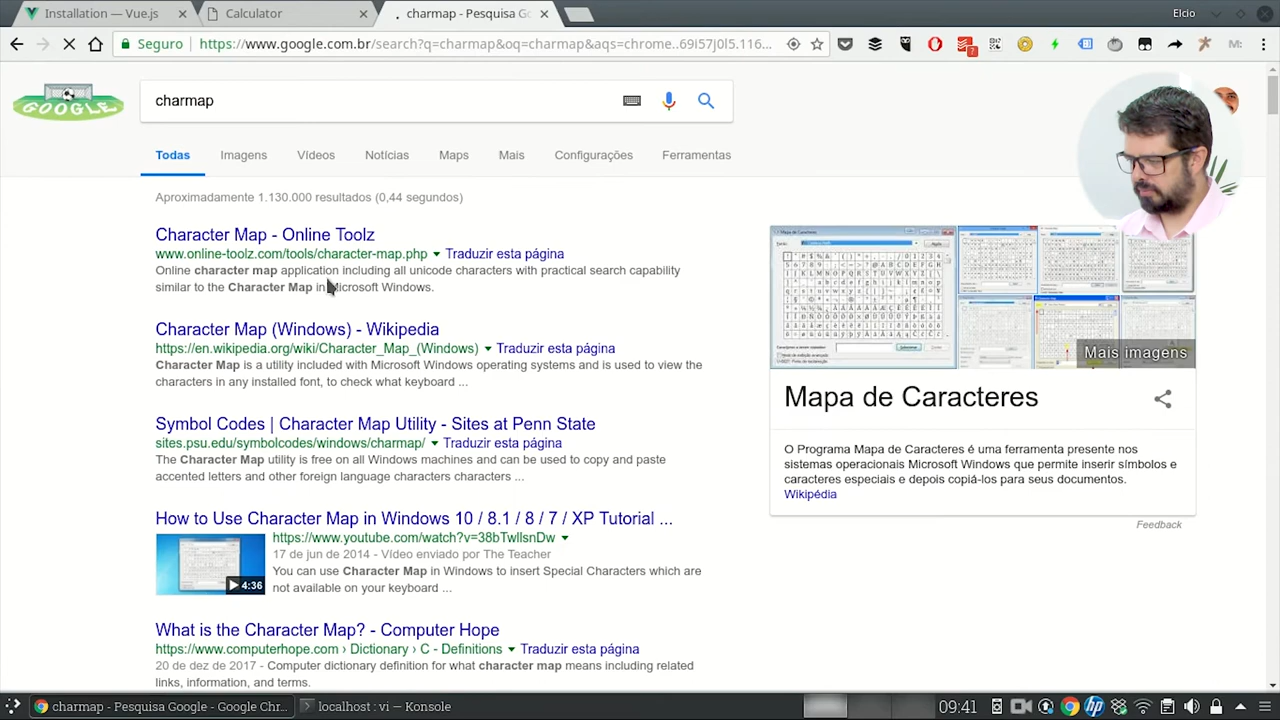 Installation — Vue.js
Calculator
charmap - Pesquisa Go
Elcio
Seguro
https://www.google.com.br/search?q=charmap&oq=charmap&aqs=chrome..69i57j0l5.116...
?
M:
GOOGLE
charmap
Todas Imagens Vídeos Notícias Maps Mais Configurações Ferramentas
Aproximadamente 1.130.000 resultados (0,44 segundos)
Character Map - Online Toolz
www.online-toolz.com/tools/character-map.php Traduzir esta página
Online character map application including all unicode characters with practical search capability
similar to the Character Map in Microsoft Windows.
Character Map (Windows) - Wikipedia
https://en.wikipedia.org/wiki/Character_Map_(Windows) Traduzir esta página
Character Map is a utility included with Microsoft Windows operating systems and is used to view the
characters in any installed font, to check what keyboard ...
Symbol Codes | Character Map Utility - Sites at Penn State
sites.psu.edu/symbolcodes/windows/charmap/ Traduzir esta página
The Character Map utility is free on all Windows machines and can be used to copy and paste
accented letters and other foreign language characters characters ...
How to Use Character Map in Windows 10 / 8.1 / 8 / 7 / XP Tutorial ...
https://www.youtube.com/watch?v=38bTwllsnDw
17 de jun de 2014 - Vídeo enviado por The Teacher
You can use Character Map in Windows to insert Special Characters which are
not available on your keyboard ...
4:36
What is the Character Map? - Computer Hope
https://www.computerhope.com › Dictionary › C - Definitions Traduzir esta página
20 de dez de 2017 - Computer dictionary definition for what character map means including related
links, information, and terms.
Mapa de Caracteres
Mais imagens
Mapa de Caracteres
O Programa Mapa de Caracteres é uma ferramenta presente nos
sistemas operacionais Microsoft Windows que permite inserir símbolos e
caracteres especiais e depois copiá-los para seus documentos.
Wikipédia
Feedback
charmap - Pesquisa Google - Google Chr...
localhost : vi — Konsole
09:41